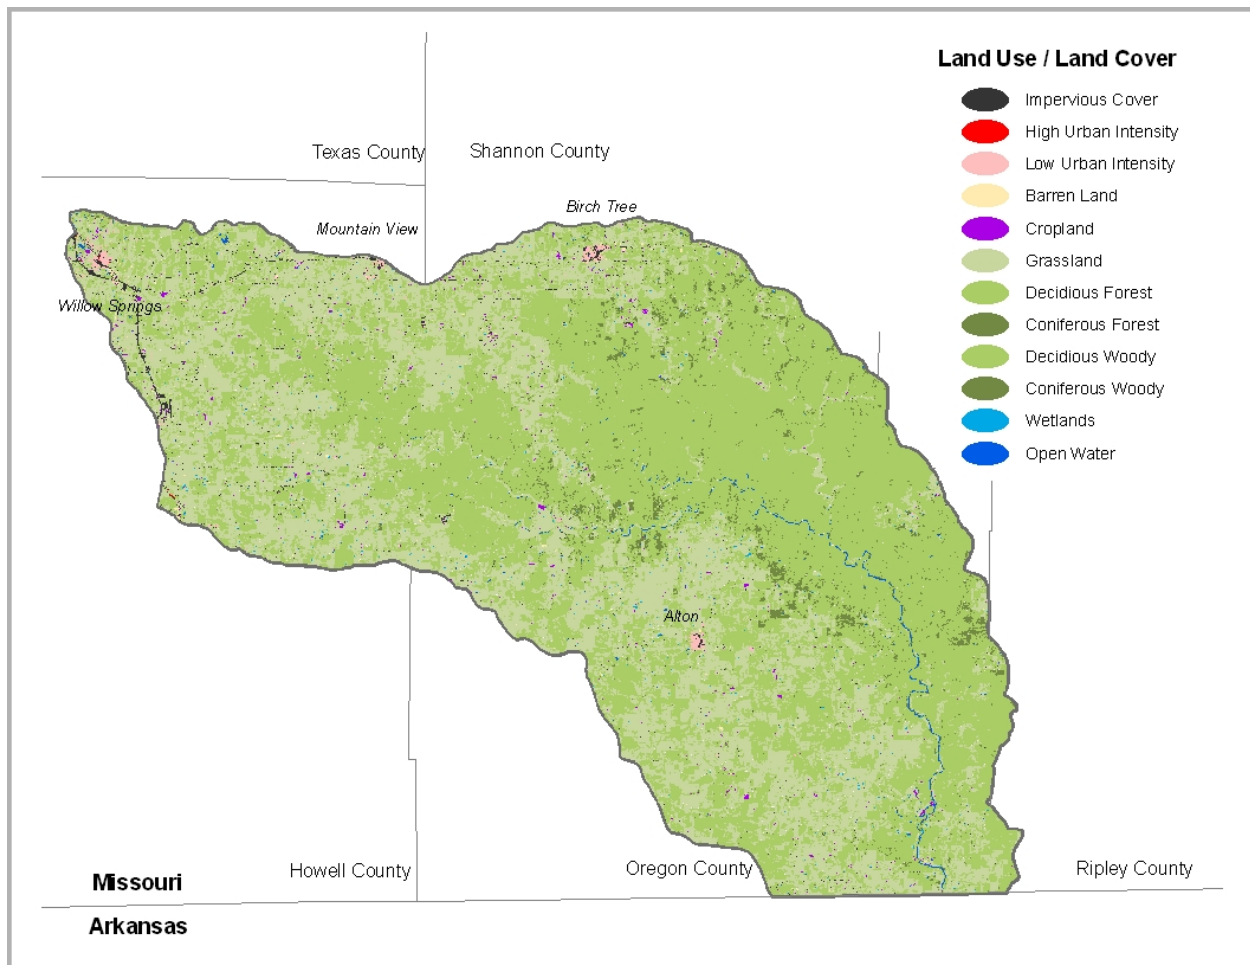 Land Use / Land Cover
Impervious Cover
High Urban Intensity
Low Urban Intensity
Barren Land
Cropland
Grassland
Decidious Forest
Coniferous Forest
Decidious Woody
Coniferous Woody
Wetlands
Open Water
Texas County
Shannon County
Birch Tree
Mountain View
Willow Springs
Alton
Howell County
Oregon County
Ripley County
Missouri
Arkansas